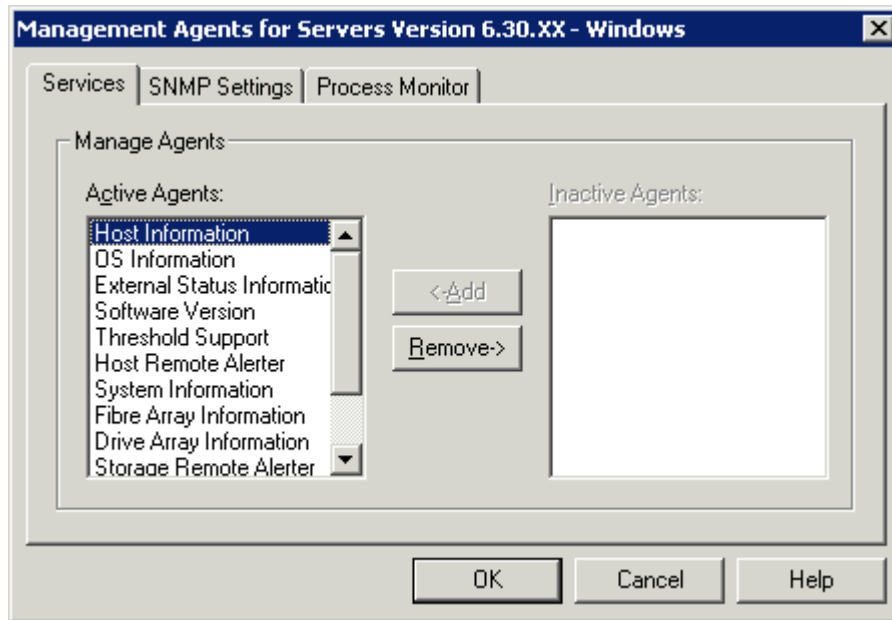 Management Agents for Servers Version 6.30.XX - Windows
Services
SNMP Settings
Process Monitor
Manage Agents
Active Agents:
Inactive Agents:
Host Information
OS Information
External Status Informatic
Software Version
Threshold Support
Host Remote Alerter
System Information
Fibre Array Information
Drive Array Information
Storage Remote Alerter
<-Add
Remove->
OK
Cancel
Help